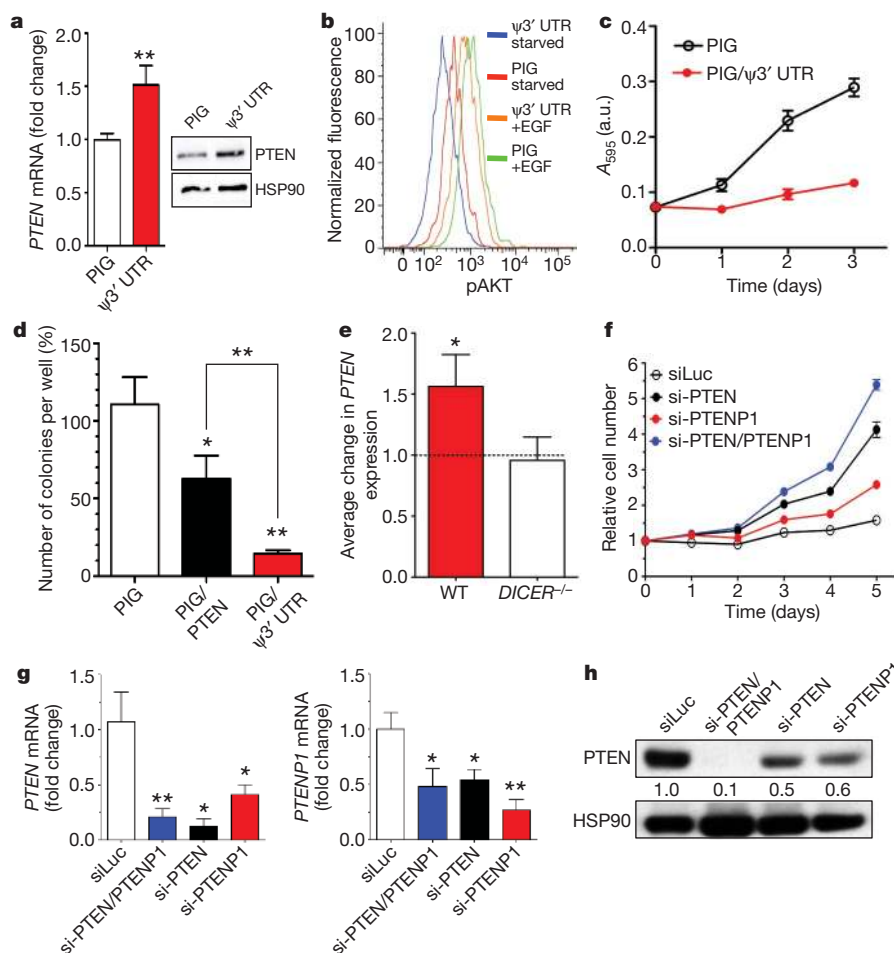 a
PTEN mRNA (fold change)
2.0
1.5
1.0
0.5
0.0
**
PIG
ψ3′ UTR
PIG
ψ3′ UTR
PTEN
HSP90
b
Normalized fluorescence
100
80
60
40
20
0
0
10²
10³
10⁴
10⁵
pAKT
ψ3′ UTR
starved
PIG
starved
ψ3′ UTR
+EGF
PIG
+EGF
c
A₅₉₅ (a.u.)
0.4
0.3
0.2
0.1
0.0
PIG
PIG/ψ3′ UTR
0
1
2
3
Time (days)
d
Number of colonies per well (%)
150
100
50
0
**
*
**
PIG
PIG/
PTEN
PIG/
ψ3′ UTR
e
Average change in PTEN
expression
2.0
1.5
1.0
0.5
0.0
*
WT
DICER⁻/⁻
f
Relative cell number
6
5
4
3
2
1
0
siLuc
si-PTEN
si-PTENP1
si-PTEN/PTENP1
0
1
2
3
4
5
Time (days)
g
PTEN mRNA
(fold change)
1.5
1.0
0.5
0.0
**
*
*
siLuc
si-PTEN/PTENP1
si-PTEN
si-PTENP1
PTENP1 mRNA
(fold change)
1.5
1.0
0.5
0.0
*
*
**
siLuc
si-PTEN/PTENP1
si-PTEN
si-PTENP1
h
siLuc
si-PTEN/
PTENP1
si-PTEN
si-PTENP1
PTEN
1.0 0.1 0.5 0.6
HSP90